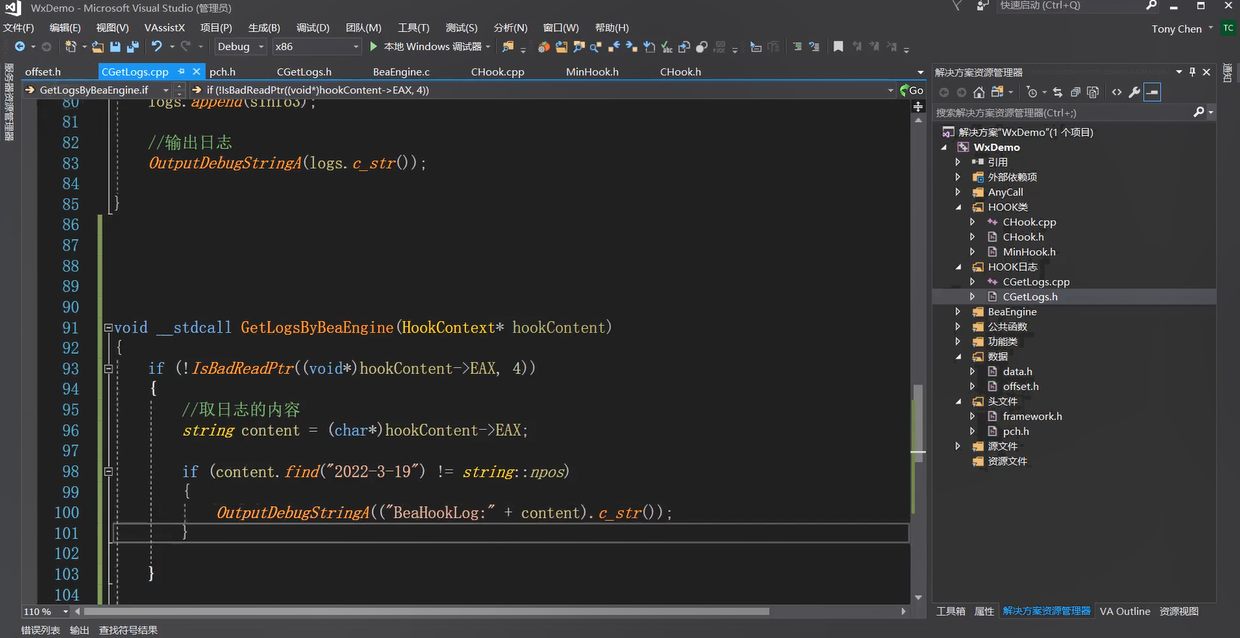 WxDemo - Microsoft Visual Studio (管理员)
快速启动 (Ctrl+Q)
文件(F) 编辑(E) 视图(V) VAssistX 项目(P) 生成(B) 调试(D) 团队(M) 工具(T) 测试(S) 分析(N) 窗口(W) 帮助(H)
Tony Chen TC
Debug x86 本地 Windows 调试器
服务器资源管理器
offset.h CGetLogs.cpp pch.h CGetLogs.h BeaEngine.c CHook.cpp MinHook.h CHook.h
GetLogsByBeaEngine.if if (!IsBadReadPtr((void*)hookContent->EAX, 4)) Go
80 logs.append(sInfo3);
81
82 //输出日志
83 OutputDebugStringA(logs.c_str());
84
85 }
86
87
88
89
90
91 void __stdcall GetLogsByBeaEngine(HookContext* hookContent)
92 {
93 if (!IsBadReadPtr((void*)hookContent->EAX, 4))
94 {
95 //取日志的内容
96 string content = (char*)hookContent->EAX;
97
98 if (content.find("2022-3-19") != string::npos)
99 {
100 OutputDebugStringA(("BeaHookLog:" + content).c_str());
101 }
102
103 }
104
110 %
错误列表 输出 查找符号结果
解决方案资源管理器
搜索解决方案资源管理器(Ctrl+;)
解决方案"WxDemo"(1 个项目)
WxDemo
引用
外部依赖项
AnyCall
HOOK类
CHook.cpp
CHook.h
MinHook.h
HOOK日志
CGetLogs.cpp
CGetLogs.h
BeaEngine
公共函数
功能类
数据
data.h
offset.h
头文件
framework.h
pch.h
源文件
资源文件
工具箱 属性 解决方案资源管理器 VA Outline 资源视图
通知